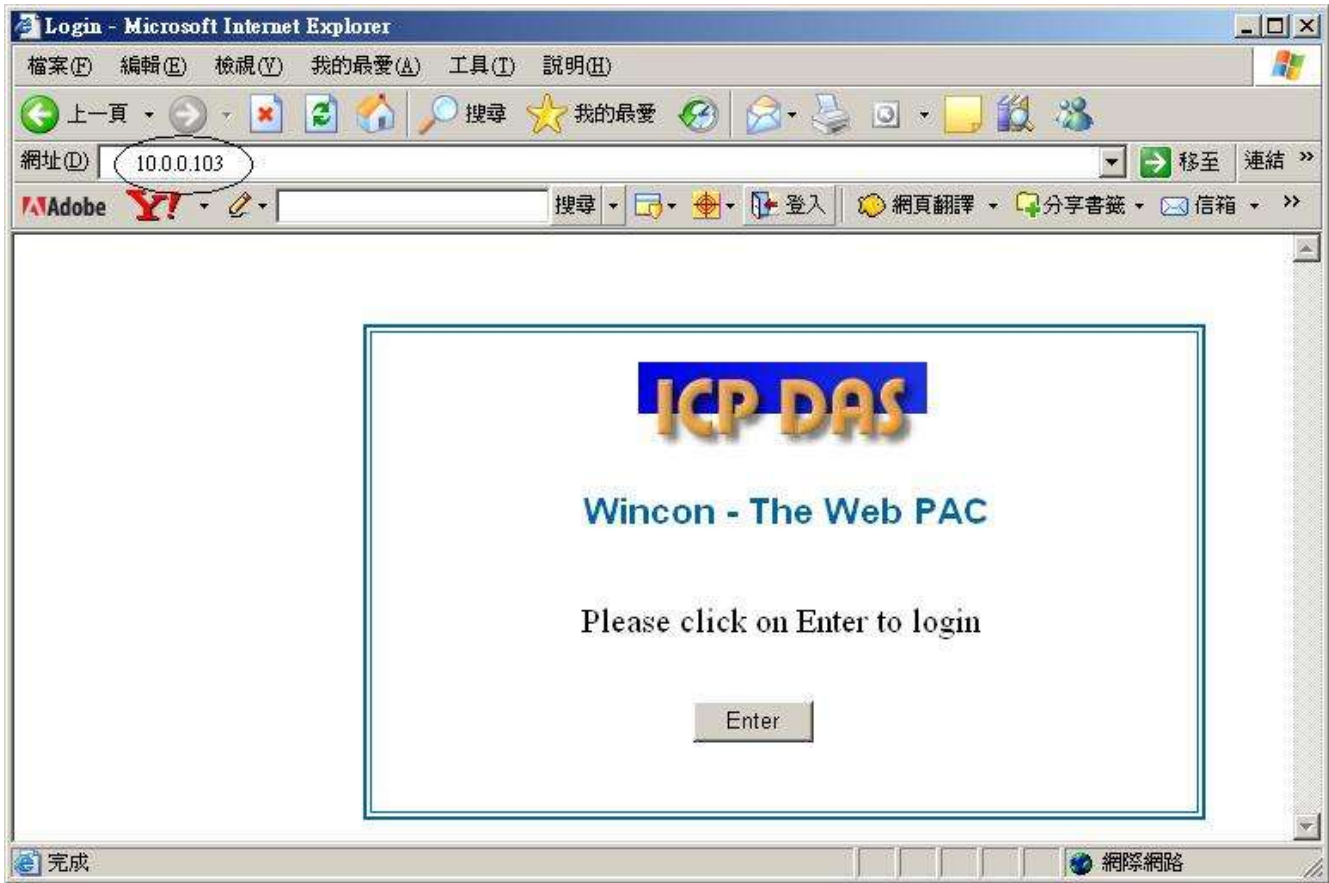 Login - Microsoft Internet Explorer
檔案(F) 編輯(E) 檢視(V) 我的最愛(A) 工具(T) 說明(H)
上一頁 搜尋 我的最愛
網址(D) 10.0.0.103 移至 連結 »
Adobe Y! 搜尋 登入 網頁翻譯 分享書籤 信箱 »
ICP DAS
Wincon - The Web PAC
Please click on Enter to login
Enter
完成 網際網路